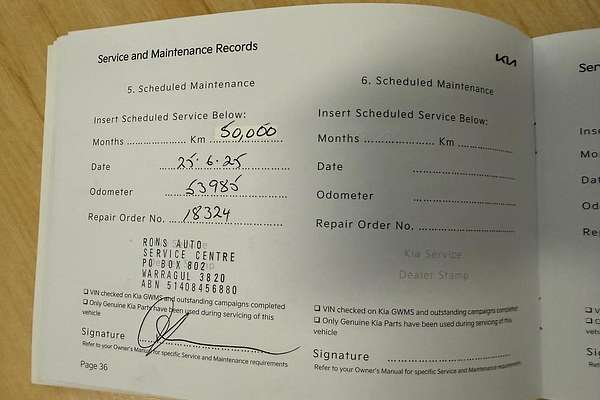 Service and Maintenance Records
KIA
5. Scheduled Maintenance
Insert Scheduled Service Below:
Months .................... Km 50,000
Date 25.6.25
Odometer 53985
Repair Order No. 18324
RONS AUTO
SERVICE CENTRE
PO BOX 802
WARRAGUL 3820
ABN 51408456880
❑ VIN checked on Kia GWMS and outstanding campaigns completed
❑ Only Genuine Kia Parts have been used during servicing of this
vehicle
Signature
Refer to your Owner's Manual for specific Service and Maintenance requirements
Page 36
6. Scheduled Maintenance
Insert Scheduled Service Below:
Months .................... Km ....................
Date ....................
Odometer ....................
Repair Order No. ....................
Kia Service
Dealer Stamp
❑ VIN checked on Kia GWMS and outstanding campaigns completed
❑ Only Genuine Kia Parts have been used during servicing of this
vehicle
Signature ....................
Refer to your Owner's Manual for specific Service and Maintenance requirements